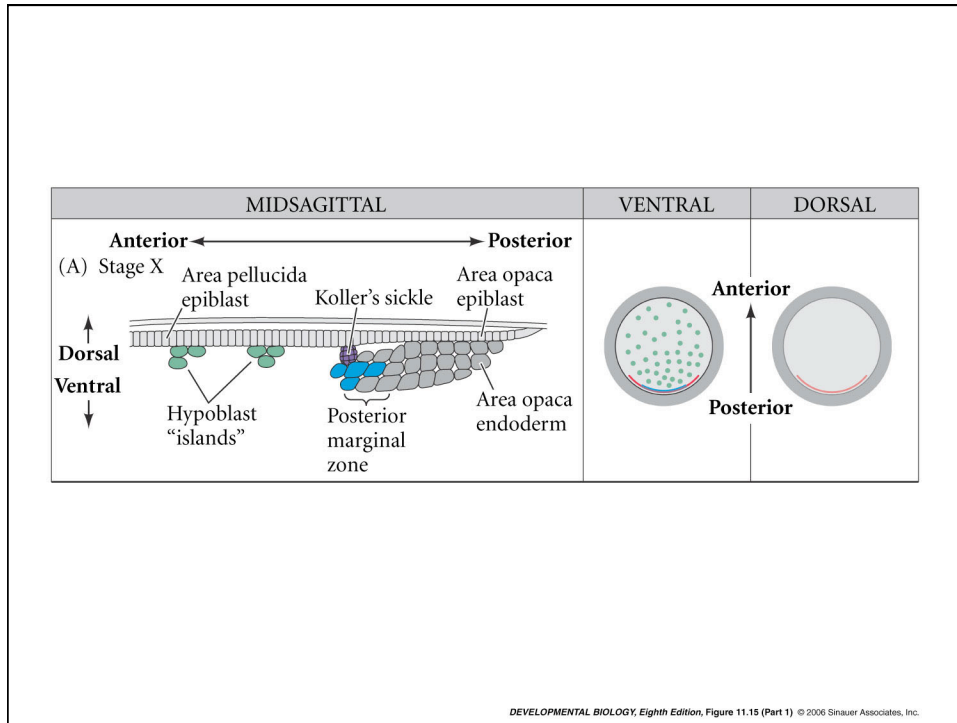 MIDSAGITTAL
VENTRAL
DORSAL
Anterior
Posterior
(A) Stage X
Area pellucida
epiblast
Koller's sickle
Area opaca
epiblast
Dorsal
Ventral
Hypoblast
"islands"
Posterior
marginal
zone
Area opaca
endoderm
Anterior
Posterior
DEVELOPMENTAL BIOLOGY, Eighth Edition, Figure 11.15 (Part 1) © 2006 Sinauer Associates, Inc.